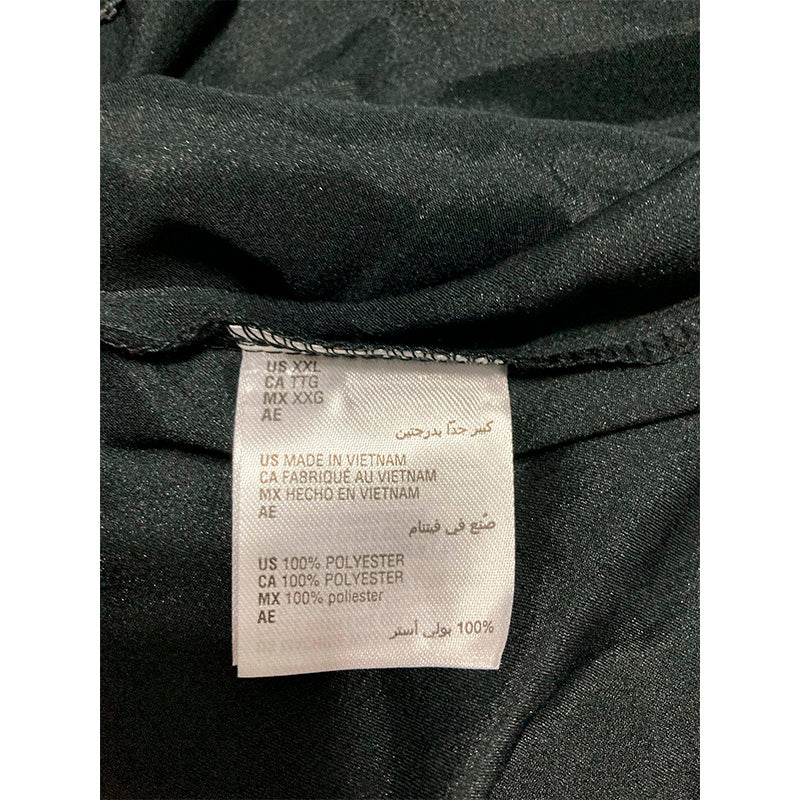 US XXL
CA TTG
MX XXG
AE
كبير جدًا بدرجتين
US MADE IN VIETNAM
CA FABRIQUÉ AU VIETNAM
MX HECHO EN VIETNAM
AE
صُنع في فيتنام
US 100% POLYESTER
CA 100% POLYESTER
MX 100% poliester
AE
100% بولي أستر